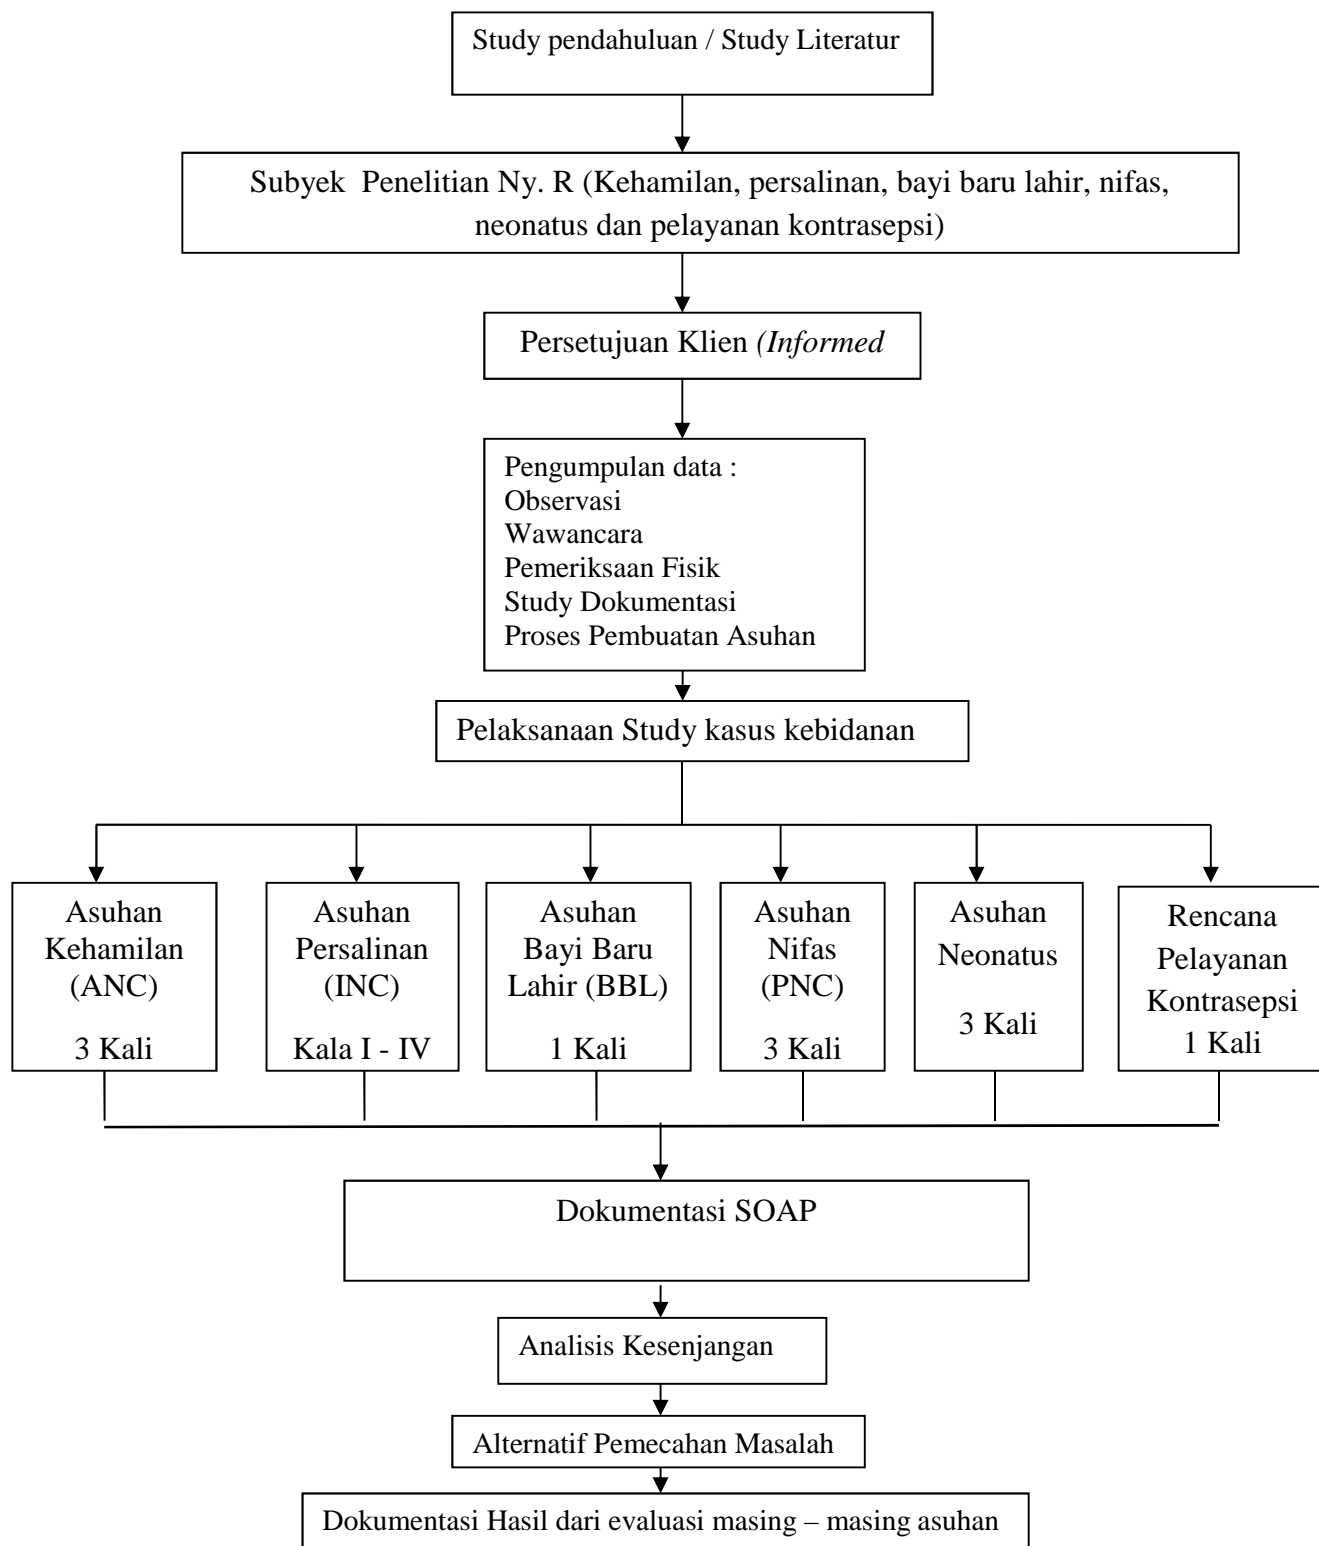 Study pendahuluan / Study Literatur
Subyek Penelitian Ny. R (Kehamilan, persalinan, bayi baru lahir, nifas,
neonatus dan pelayanan kontrasepsi)
Persetujuan Klien (Informed
Pengumpulan data :
Observasi
Wawancara
Pemeriksaan Fisik
Study Dokumentasi
Proses Pembuatan Asuhan
Pelaksanaan Study kasus kebidanan
Asuhan
Kehamilan
(ANC)
3 Kali
Asuhan
Persalinan
(INC)
Kala I - IV
Asuhan
Bayi Baru
Lahir (BBL)
1 Kali
Asuhan
Nifas
(PNC)
3 Kali
Asuhan
Neonatus
3 Kali
Rencana
Pelayanan
Kontrasepsi
1 Kali
Dokumentasi SOAP
Analisis Kesenjangan
Alternatif Pemecahan Masalah
Dokumentasi Hasil dari evaluasi masing – masing asuhan